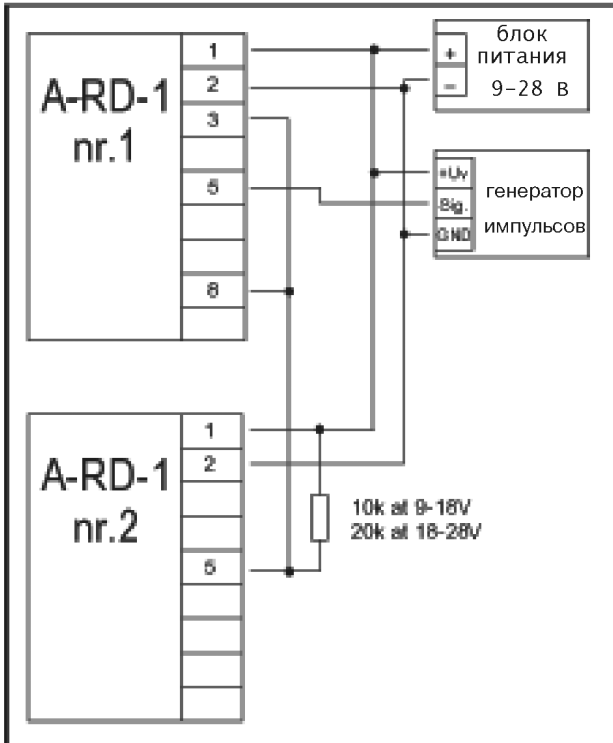 A-RD-1
nr.1
1
2
3
5
8
блок
питания
9-28 В
+
-
+Uv
Sig.
GND
генератор
импульсов
A-RD-1
nr.2
1
2
5
10k at 9-18V
20k at 18-28V